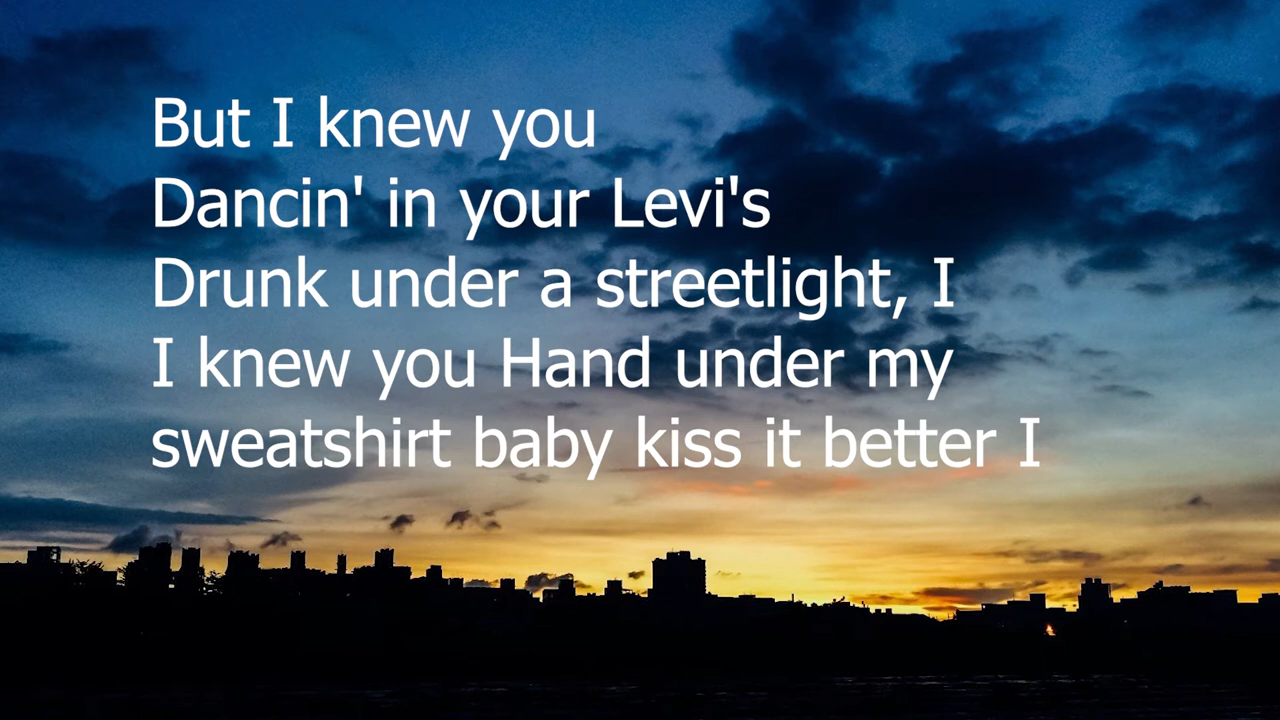 But I knew you
Dancin' in your Levi's
Drunk under a streetlight, I
I knew you Hand under my
sweatshirt baby kiss it better I